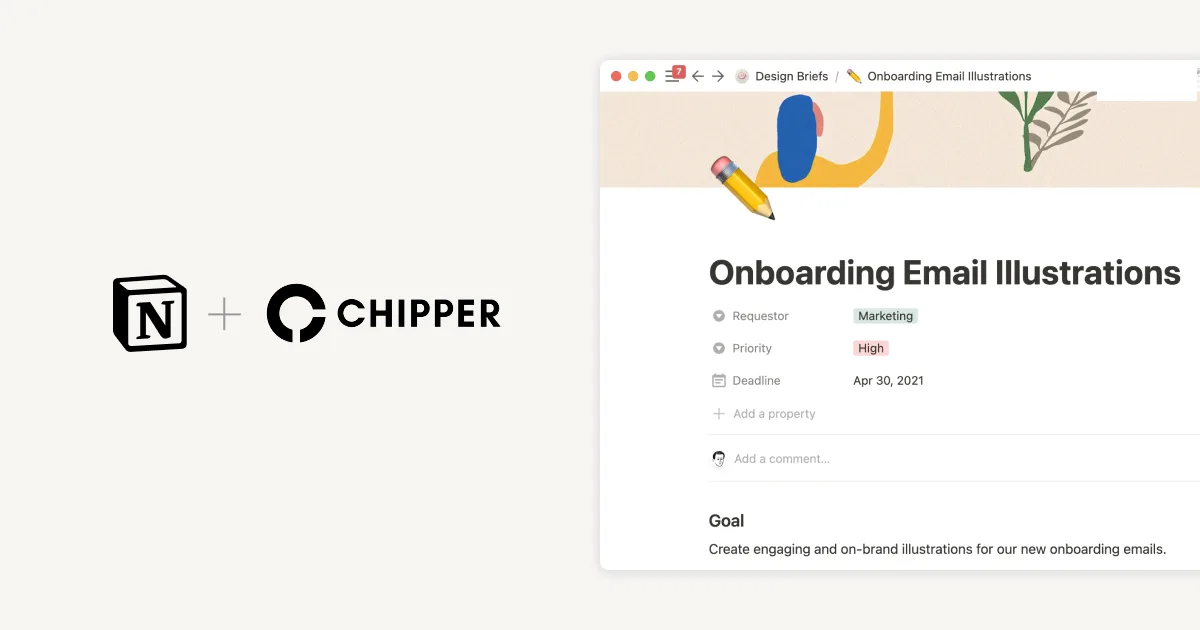 N + CHIPPER
7 Design Briefs / Onboarding Email Illustrations
Onboarding Email Illustrations
Requestor Marketing
Priority High
Deadline Apr 30, 2021
Add a property
Add a comment...
Goal
Create engaging and on-brand illustrations for our new onboarding emails.